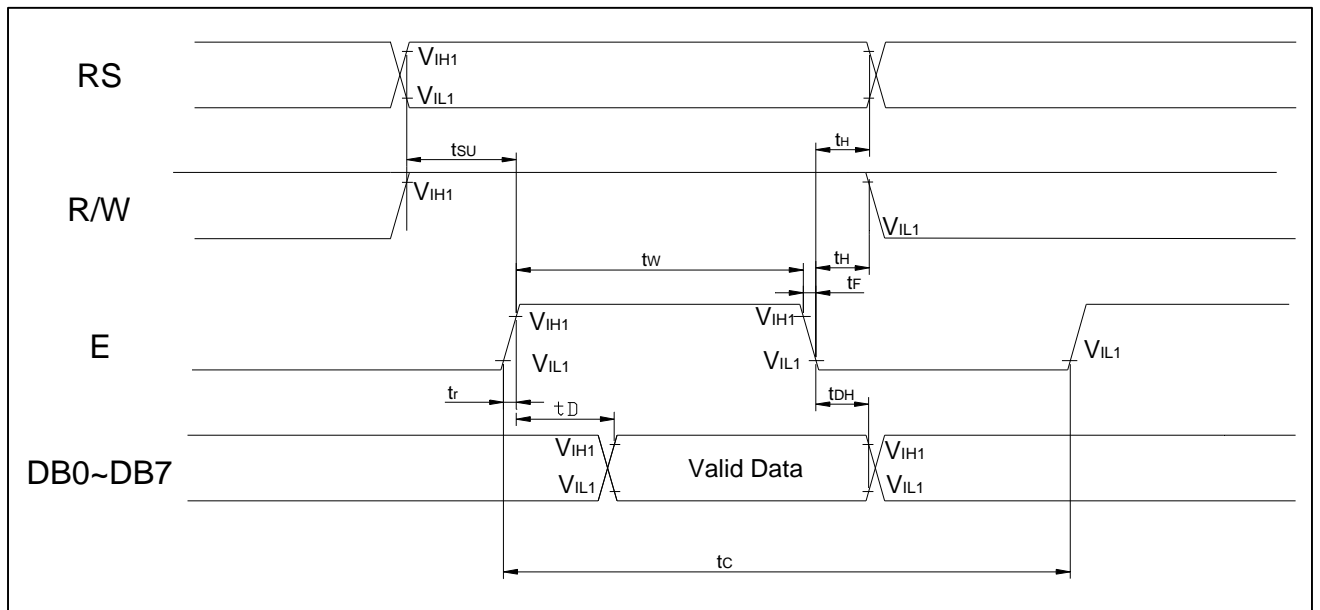 RS
VIH1
VIL1
tSU
tH
R/W
VIH1
VIL1
tW
tH
tF
E
VIH1
VIH1
VIL1
VIL1
VIL1
tr
tD
tDH
DB0~DB7
VIH1
Valid Data
VIH1
VIL1
VIL1
tC